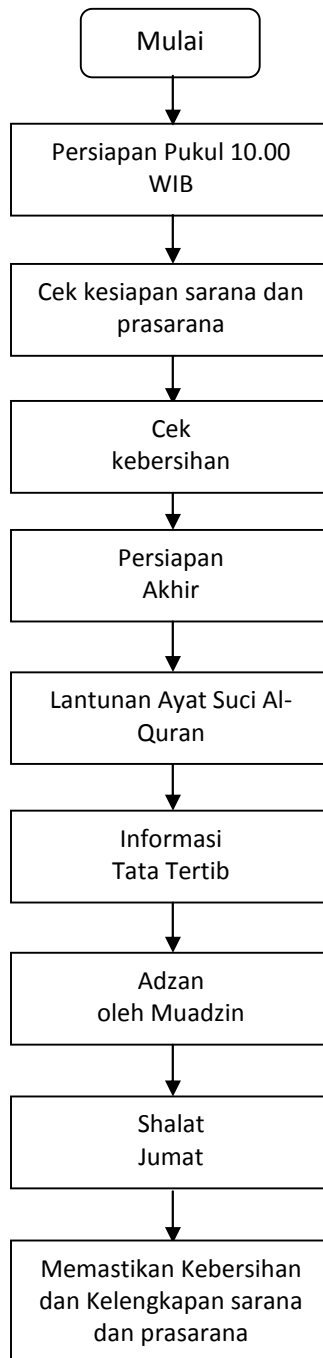 Mulai
Persiapan Pukul 10.00
WIB
Cek kesiapan sarana dan
prasarana
Cek
kebersihan
Persiapan
Akhir
Lantunan Ayat Suci Al-
Quran
Informasi
Tata Tertib
Adzan
oleh Muadzin
Shalat
Jumat
Memastikan Kebersihan
dan Kelengkapan sarana
dan prasarana